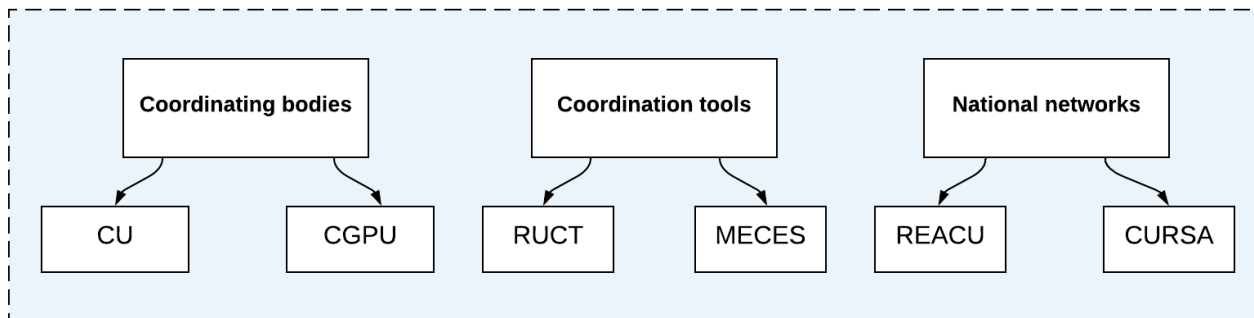 Coordinating bodies
Coordination tools
National networks
CU
CGPU
RUCT
MECES
REACU
CURSA